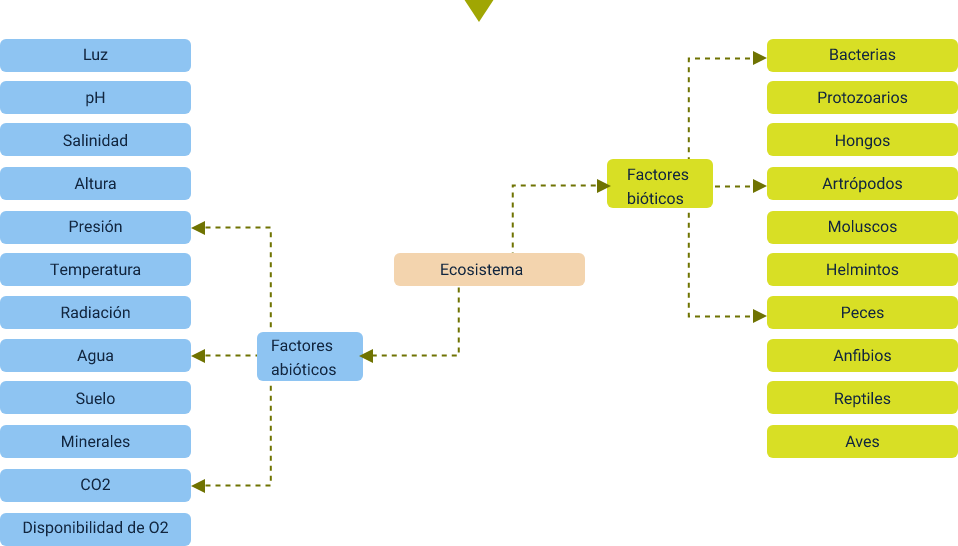 Luz
pH
Salinidad
Altura
Presión
Temperatura
Radiación
Agua
Suelo
Minerales
CO2
Disponibilidad de O2
Factores
abióticos
Ecosistema
Factores
bióticos
Bacterias
Protozoarios
Hongos
Artrópodos
Moluscos
Helmintos
Peces
Anfibios
Reptiles
Aves